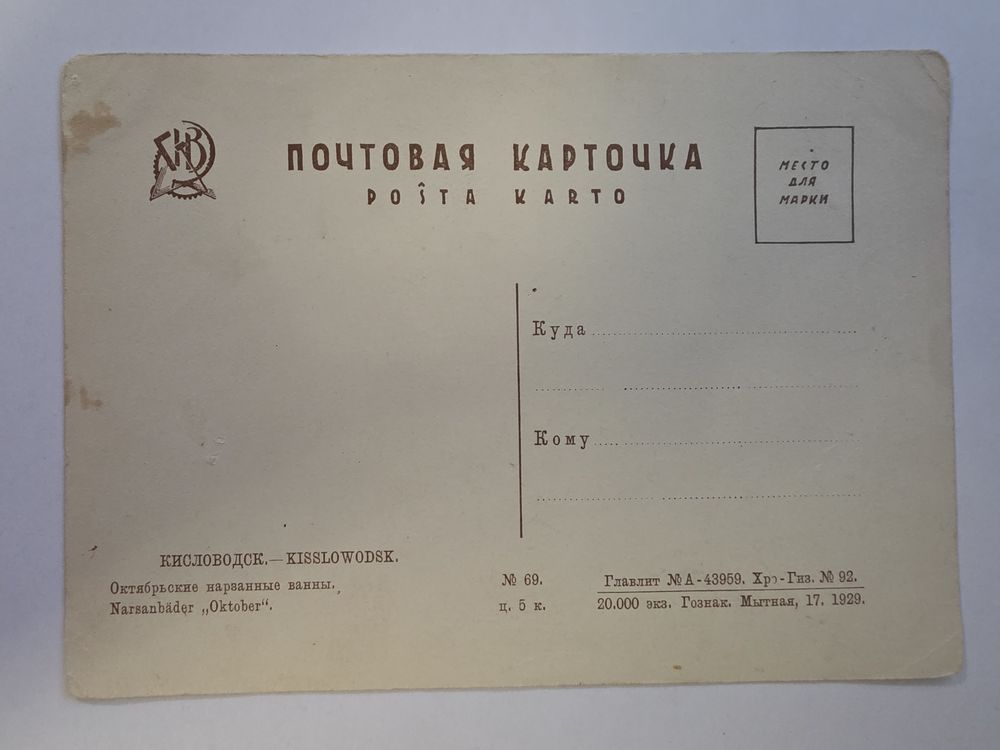 ПОЧТОВАЯ КАРТОЧКА
POŜTA KARTO
МЕСТО
ДЛЯ
МАРКИ
Куда
Кому
КИСЛОВОДСК.—KISSLOWODSK.
Октябрьские нарзанные ванны.
Narsanbäder „Oktober“.
№ 69.
ц. 5 к.
Главлит № А-43959. Хро-Гиз. № 92.
20.000 экз. Гознак. Мытная, 17. 1929.